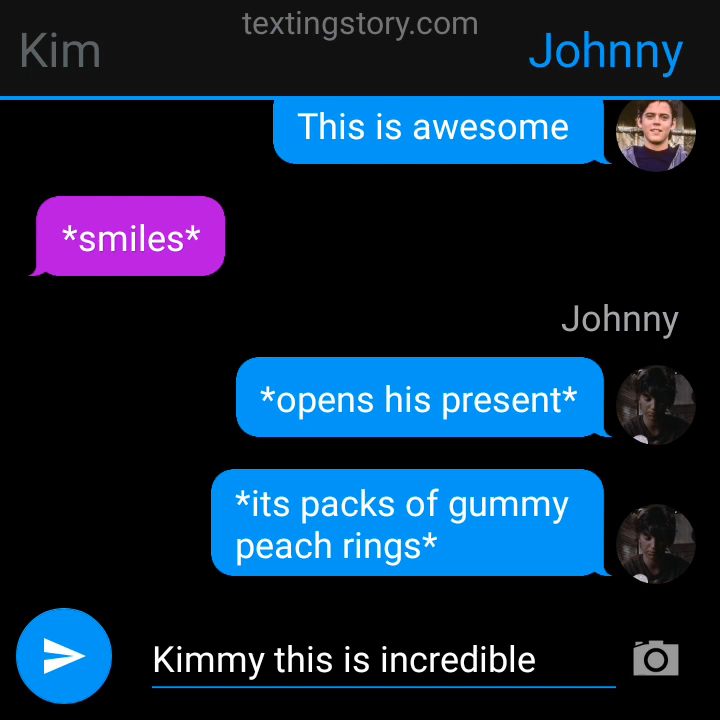 textingstory.com
Kim
Johnny
This is awesome
*smiles*
Johnny
*opens his present*
*its packs of gummy
peach rings*
Kimmy this is incredible